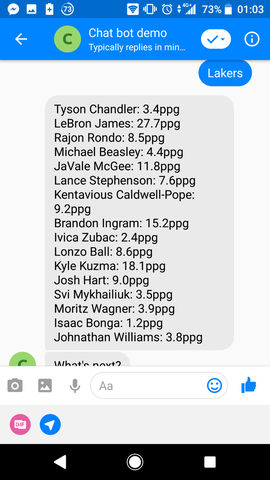 73
4G+
73%
01:03
C
Chat bot demo
Typically replies in min...
Lakers
Tyson Chandler: 3.4ppg
LeBron James: 27.7ppg
Rajon Rondo: 8.5ppg
Michael Beasley: 4.4ppg
JaVale McGee: 11.8ppg
Lance Stephenson: 7.6ppg
Kentavious Caldwell-Pope:
9.2ppg
Brandon Ingram: 15.2ppg
Ivica Zubac: 2.4ppg
Lonzo Ball: 8.6ppg
Kyle Kuzma: 18.1ppg
Josh Hart: 9.0ppg
Svi Mykhailiuk: 3.5ppg
Moritz Wagner: 3.9ppg
Isaac Bonga: 1.2ppg
Johnathan Williams: 3.8ppg
C
What's next?
Aa
GIF